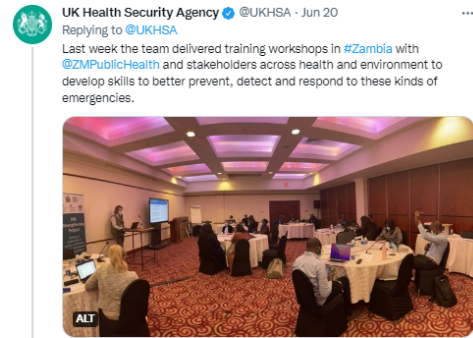 UK Health Security Agency @UKHSA · Jun 20
Replying to @UKHSA
Last week the team delivered training workshops in #Zambia with
@ZMPublicHealth and stakeholders across health and environment to
develop skills to better prevent, detect and respond to these kinds of
emergencies.
ALT